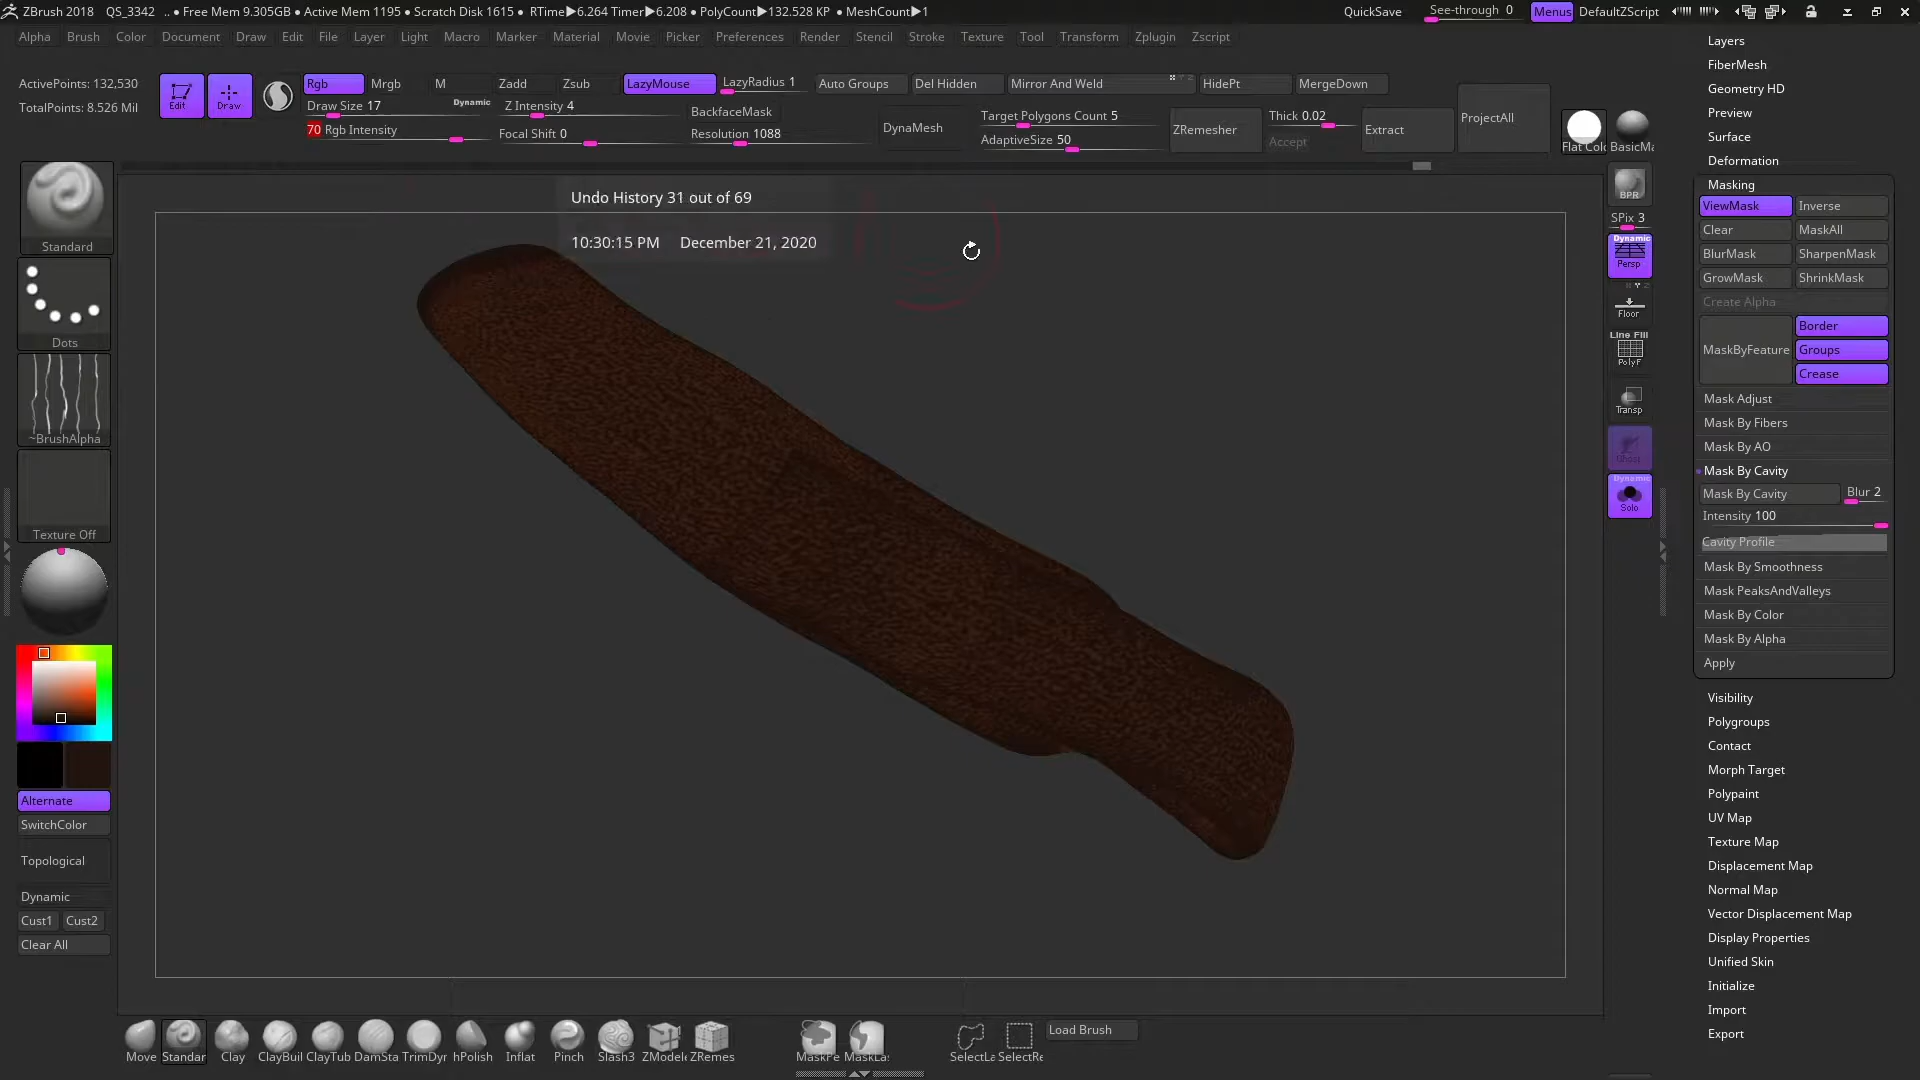 ZBrush 2018 QS_3342 .. • Free Mem 9.305GB • Active Mem 1195 • Scratch Disk 1615 • RTime▶6.264 Timer▶6.208 • PolyCount▶132.528 KP • MeshCount▶1 QuickSave See-through 0 Menus DefaultZScript
Alpha Brush Color Document Draw Edit File Layer Light Macro Marker Material Movie Picker Preferences Render Stencil Stroke Texture Tool Transform Zplugin Zscript
ActivePoints: 132,530
TotalPoints: 8.526 Mil
Edit
Draw
Rgb Mrgb M Zadd Zsub LazyMouse LazyRadius 1 Auto Groups Del Hidden Mirror And Weld HidePt MergeDown
Draw Size 17 Dynamic Z Intensity 4 BackfaceMask
70 Rgb Intensity Focal Shift 0 Resolution 1088
DynaMesh
Target Polygons Count 5
AdaptiveSize 50
ZRemesher
Thick 0.02
Accept
Extract
ProjectAll
Flat Colo BasicMa
Undo History 31 out of 69
10:30:15 PM December 21, 2020
Standard
Dots
~BrushAlpha
Texture Off
Alternate
SwitchColor
Topological
Dynamic
Cust1 Cust2
Clear All
BPR
SPix 3
Dynamic
Persp
Floor
Line Fill
PolyF
Transp
Ghost
Dynamic
Solo
Layers
FiberMesh
Geometry HD
Preview
Surface
Deformation
Masking
ViewMask Inverse
Clear MaskAll
BlurMask SharpenMask
GrowMask ShrinkMask
Create Alpha
MaskByFeature
Border
Groups
Crease
Mask Adjust
Mask By Fibers
Mask By AO
Mask By Cavity
Mask By Cavity Blur 2
Intensity 100
Cavity Profile
Mask By Smoothness
Mask PeaksAndValleys
Mask By Color
Mask By Alpha
Apply
Visibility
Polygroups
Contact
Morph Target
Polypaint
UV Map
Texture Map
Displacement Map
Normal Map
Vector Displacement Map
Display Properties
Unified Skin
Initialize
Import
Export
Move Standar Clay ClayBuil ClayTub DamSta TrimDyr hPolish Inflat Pinch Slash3 ZModele ZRemes MaskPe MaskLa: SelectLa SelectRe
Load Brush